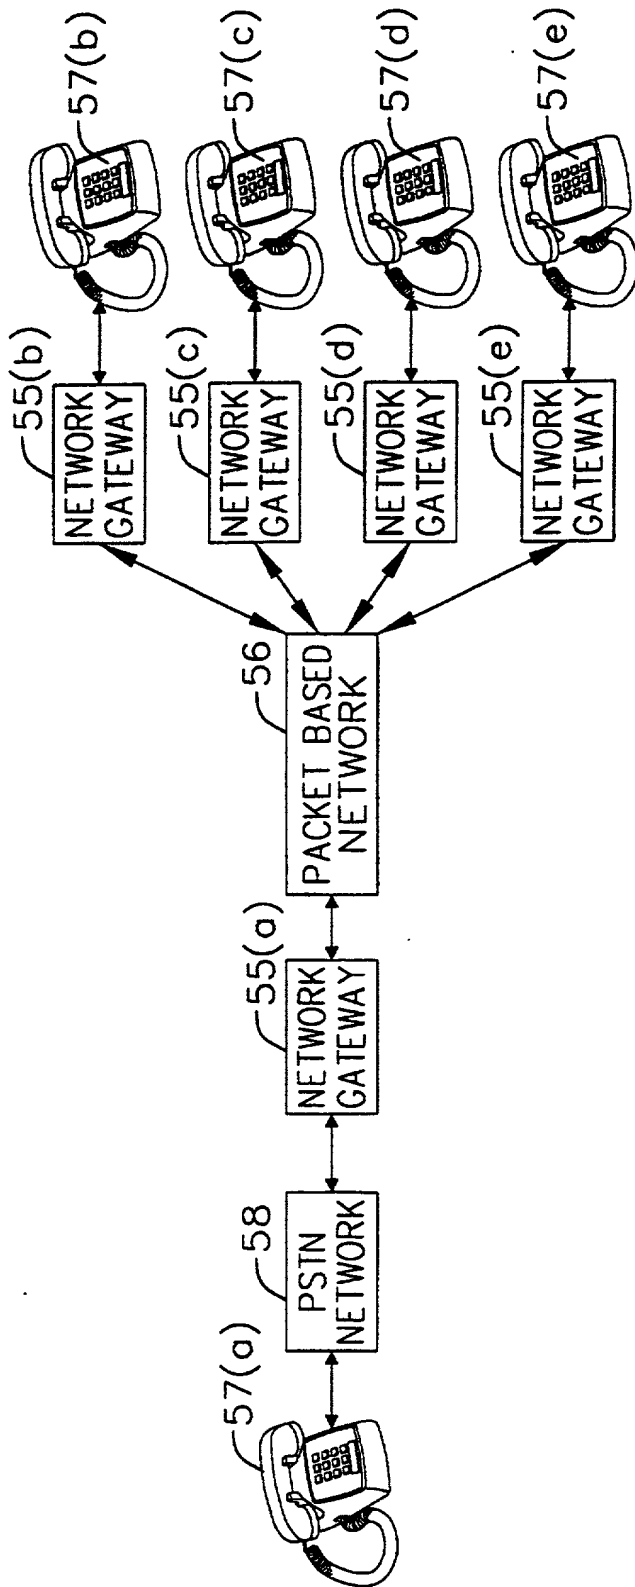 57(a)
58
PSTN
NETWORK
55(a)
NETWORK
GATEWAY
56
PACKET BASED
NETWORK
55(b)
NETWORK
GATEWAY
57(b)
55(c)
NETWORK
GATEWAY
57(c)
55(d)
NETWORK
GATEWAY
57(d)
55(e)
NETWORK
GATEWAY
57(e)